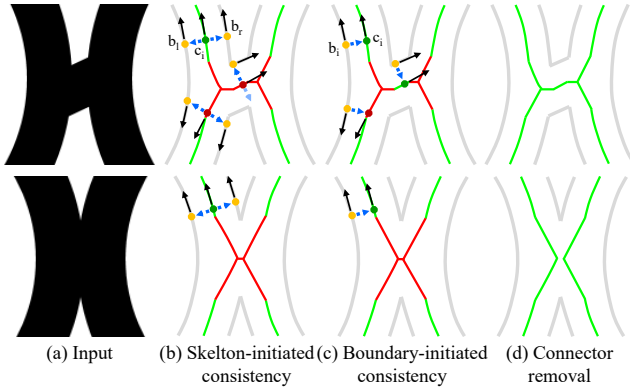 b_l c_i b_r
b_i c_i
(a) Input (b) Skelton-initiated (c) Boundary-initiated (d) Connector
consistency consistency removal